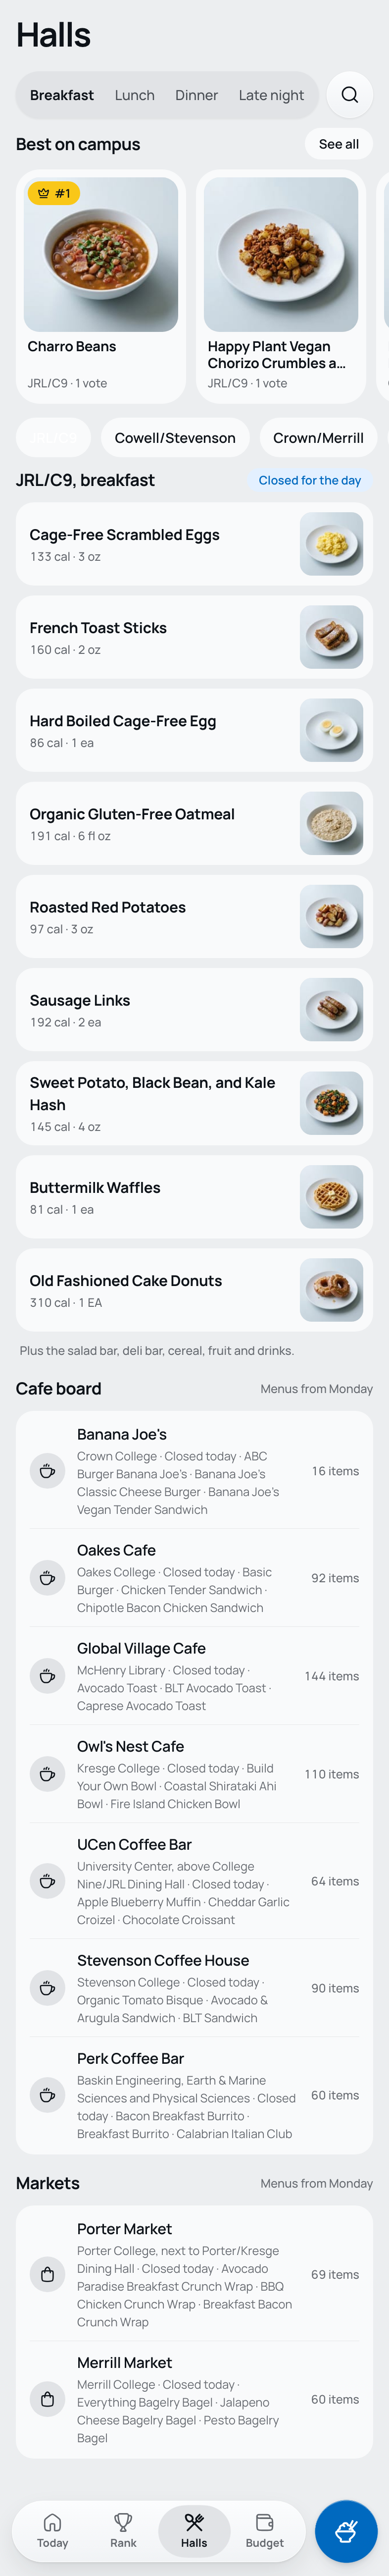 Halls
Breakfast Lunch Dinner Late night
Best on campus See all
#1
Charro Beans
JRL/C9 · 1 vote
Happy Plant Vegan
Chorizo Crumbles a...
JRL/C9 · 1 vote
JRL/C9 Cowell/Stevenson Crown/Merrill
JRL/C9, breakfast Closed for the day
Cage-Free Scrambled Eggs
133 cal · 3 oz
French Toast Sticks
160 cal · 2 oz
Hard Boiled Cage-Free Egg
86 cal · 1 ea
Organic Gluten-Free Oatmeal
191 cal · 6 fl oz
Roasted Red Potatoes
97 cal · 3 oz
Sausage Links
192 cal · 2 ea
Sweet Potato, Black Bean, and Kale
Hash
145 cal · 4 oz
Buttermilk Waffles
81 cal · 1 ea
Old Fashioned Cake Donuts
310 cal · 1 EA
Plus the salad bar, deli bar, cereal, fruit and drinks.
Cafe board Menus from Monday
Banana Joe's
Crown College · Closed today · ABC
Burger Banana Joe's · Banana Joe's
Classic Cheese Burger · Banana Joe's
Vegan Tender Sandwich
16 items
Oakes Cafe
Oakes College · Closed today · Basic
Burger · Chicken Tender Sandwich ·
Chipotle Bacon Chicken Sandwich
92 items
Global Village Cafe
McHenry Library · Closed today ·
Avocado Toast · BLT Avocado Toast ·
Caprese Avocado Toast
144 items
Owl's Nest Cafe
Kresge College · Closed today · Build
Your Own Bowl · Coastal Shirataki Ahi
Bowl · Fire Island Chicken Bowl
110 items
UCen Coffee Bar
University Center, above College
Nine/JRL Dining Hall · Closed today ·
Apple Blueberry Muffin · Cheddar Garlic
Croizel · Chocolate Croissant
64 items
Stevenson Coffee House
Stevenson College · Closed today ·
Organic Tomato Bisque · Avocado &
Arugula Sandwich · BLT Sandwich
90 items
Perk Coffee Bar
Baskin Engineering, Earth & Marine
Sciences and Physical Sciences · Closed
today · Bacon Breakfast Burrito ·
Breakfast Burrito · Calabrian Italian Club
60 items
Markets Menus from Monday
Porter Market
Porter College, next to Porter/Kresge
Dining Hall · Closed today · Avocado
Paradise Breakfast Crunch Wrap · BBQ
Chicken Crunch Wrap · Breakfast Bacon
Crunch Wrap
69 items
Merrill Market
Merrill College · Closed today ·
Everything Bagelry Bagel · Jalapeno
Cheese Bagelry Bagel · Pesto Bagelry
Bagel
60 items
Today Rank Halls Budget